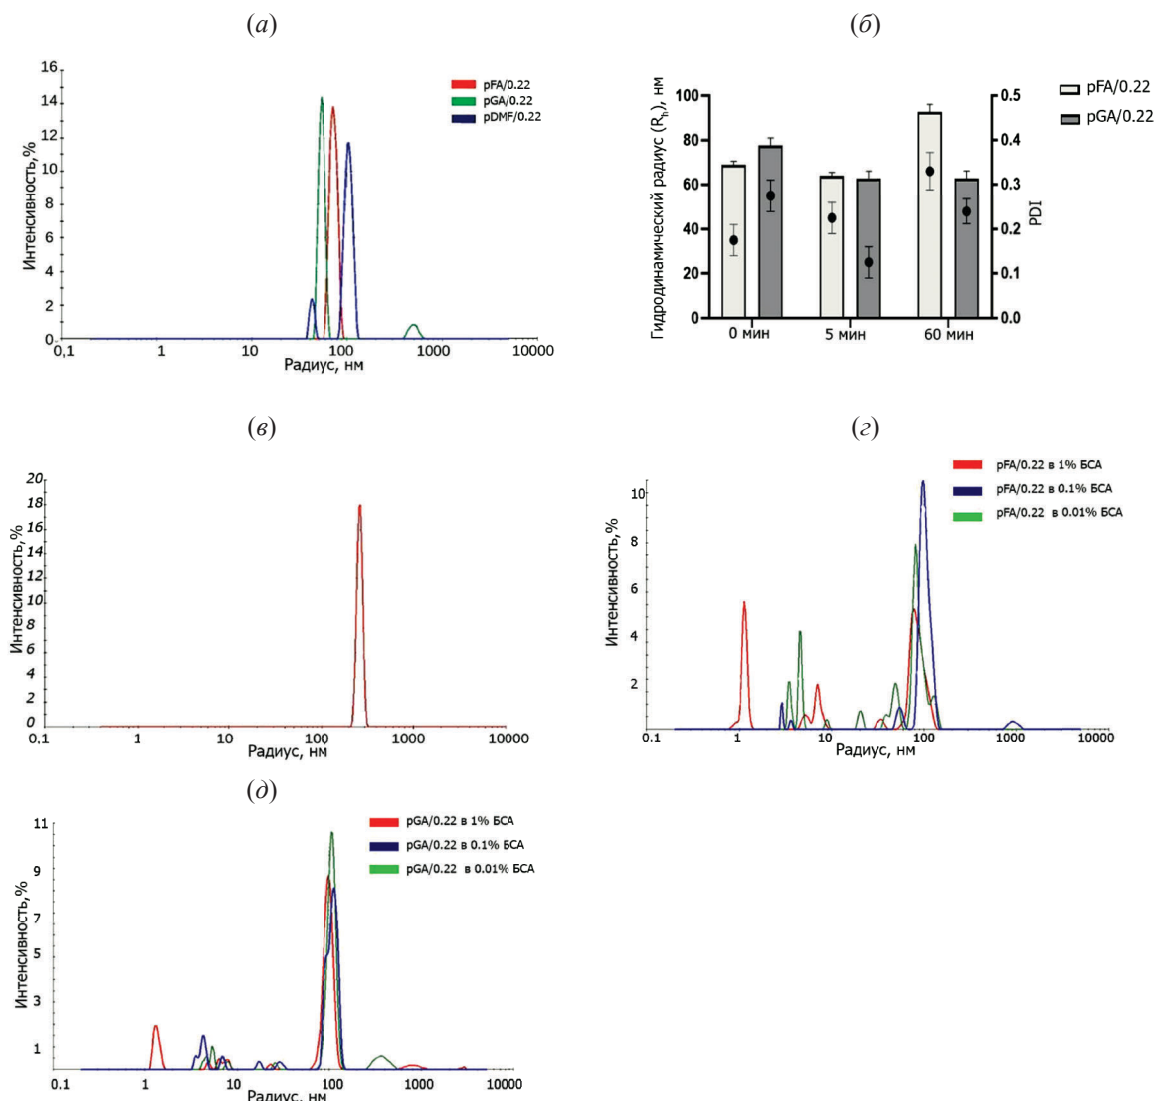 (а)
16
14
12
10
8
6
4
2
0
Интенсивность,%
0,1
1
10
100
1000
10000
Радиус, нм
pFA/0.22
pGA/0.22
pDMF/0.22
(б)
Гидродинамический радиус (Rh), нм
100
80
60
40
20
0
0 мин
5 мин
60 мин
0.5
0.4
0.3
0.2
0.1
0.0
PDI
pFA/0.22
pGA/0.22
(в)
20
18
16
14
12
10
8
6
4
2
0
Интенсивность,%
0.1
1
10
100
1000
10000
Радиус, нм
(г)
pFA/0.22 в 1% БСА
pFA/0.22 в 0.1% БСА
pFA/0.22 в 0.01% БСА
10
8
6
4
2
Интенсивность,%
0.1
1
10
100
1000
10000
Радиус, нм
(д)
pGA/0.22 в 1% БСА
pGA/0.22 в 0.1% БСА
pGA/0.22 в 0.01% БСА
11
9
7
5
3
1
Интенсивность,%
0.1
1
10
100
1000
10000
Радиус, нм